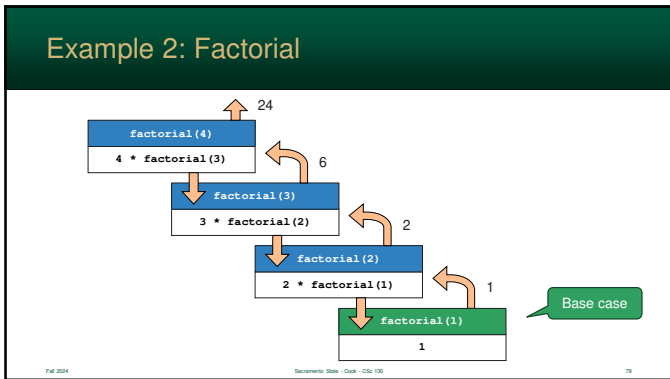 Example 2: Factorial
24
factorial(4)
4 * factorial(3)
6
factorial(3)
3 * factorial(2)
2
factorial(2)
2 * factorial(1)
1
Base case
factorial(1)
1
Fall 2024
Sacramento State - Cook - CSc 130
79